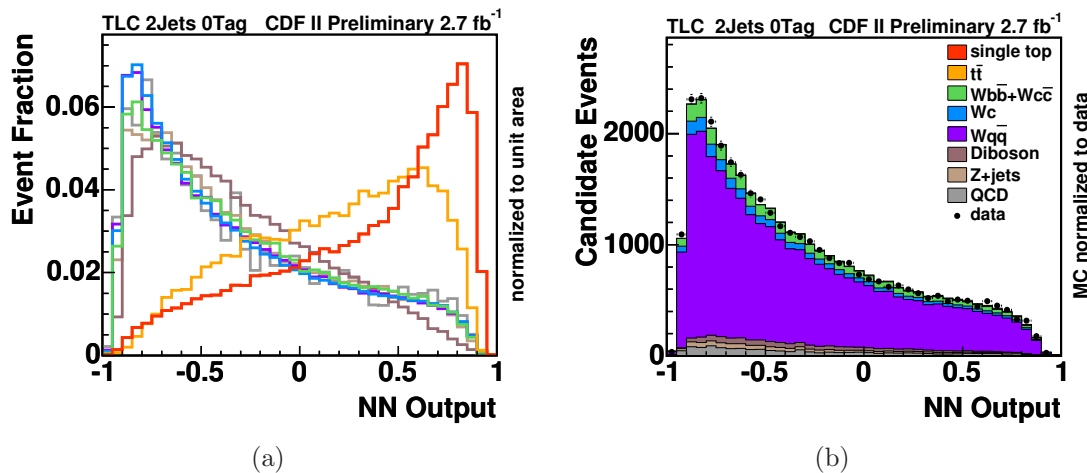 TLC 2Jets 0Tag CDF II Preliminary 2.7 fb⁻¹
Event Fraction
0.06
0.04
0.02
0
-1 -0.5 0 0.5 1
NN Output
normalized to unit area
(a)
TLC 2Jets 0Tag CDF II Preliminary 2.7 fb⁻¹
Candidate Events
2000
1000
0
single top
tt̄
Wbb̄+Wcc̄
Wc
Wqq̄
Diboson
Z+jets
QCD
data
-1 -0.5 0 0.5 1
NN Output
MC normalized to data
(b)